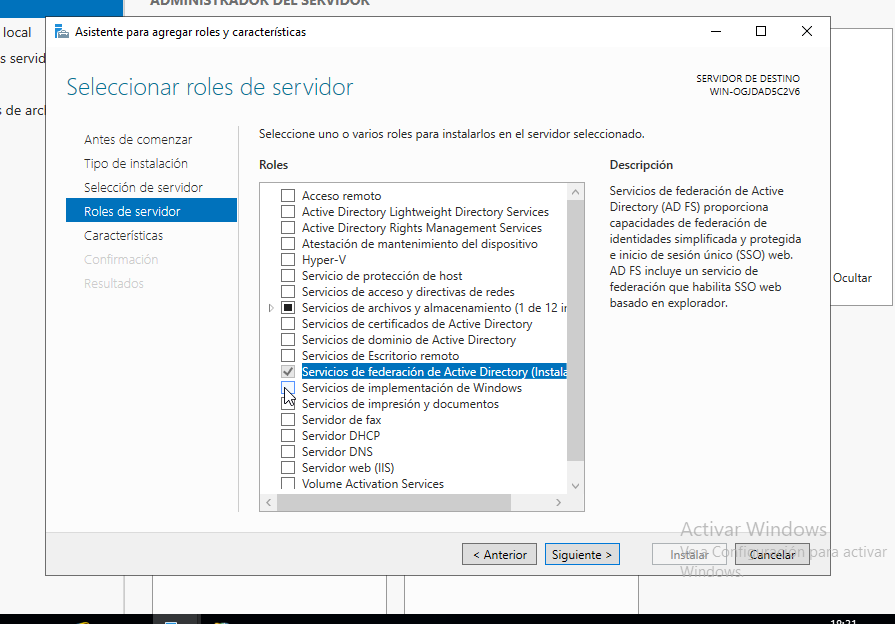 ADMINISTRADOR DEL SERVIDOR
local
s servid
s de arcl
Asistente para agregar roles y características
Seleccionar roles de servidor
SERVIDOR DE DESTINO
WIN-OGJDAD5C2V6
Antes de comenzar
Tipo de instalación
Selección de servidor
Roles de servidor
Características
Confirmación
Resultados
Seleccione uno o varios roles para instalarlos en el servidor seleccionado.
Roles
Acceso remoto
Active Directory Lightweight Directory Services
Active Directory Rights Management Services
Atestación de mantenimiento del dispositivo
Hyper-V
Servicio de protección de host
Servicios de acceso y directivas de redes
Servicios de archivos y almacenamiento (1 de 12 in
Servicios de certificados de Active Directory
Servicios de dominio de Active Directory
Servicios de Escritorio remoto
Servicios de federación de Active Directory (Instala
Servicios de implementación de Windows
Servicios de impresión y documentos
Servidor de fax
Servidor DHCP
Servidor DNS
Servidor web (IIS)
Volume Activation Services
Descripción
Servicios de federación de Active
Directory (AD FS) proporciona
capacidades de federación de
identidades simplificada y protegida
e inicio de sesión único (SSO) web.
AD FS incluye un servicio de
federación que habilita SSO web
basado en explorador.
Ocultar
< Anterior
Siguiente >
Instalar
Cancelar
Activar Windows
Ve a Configuración para activar
Windows.